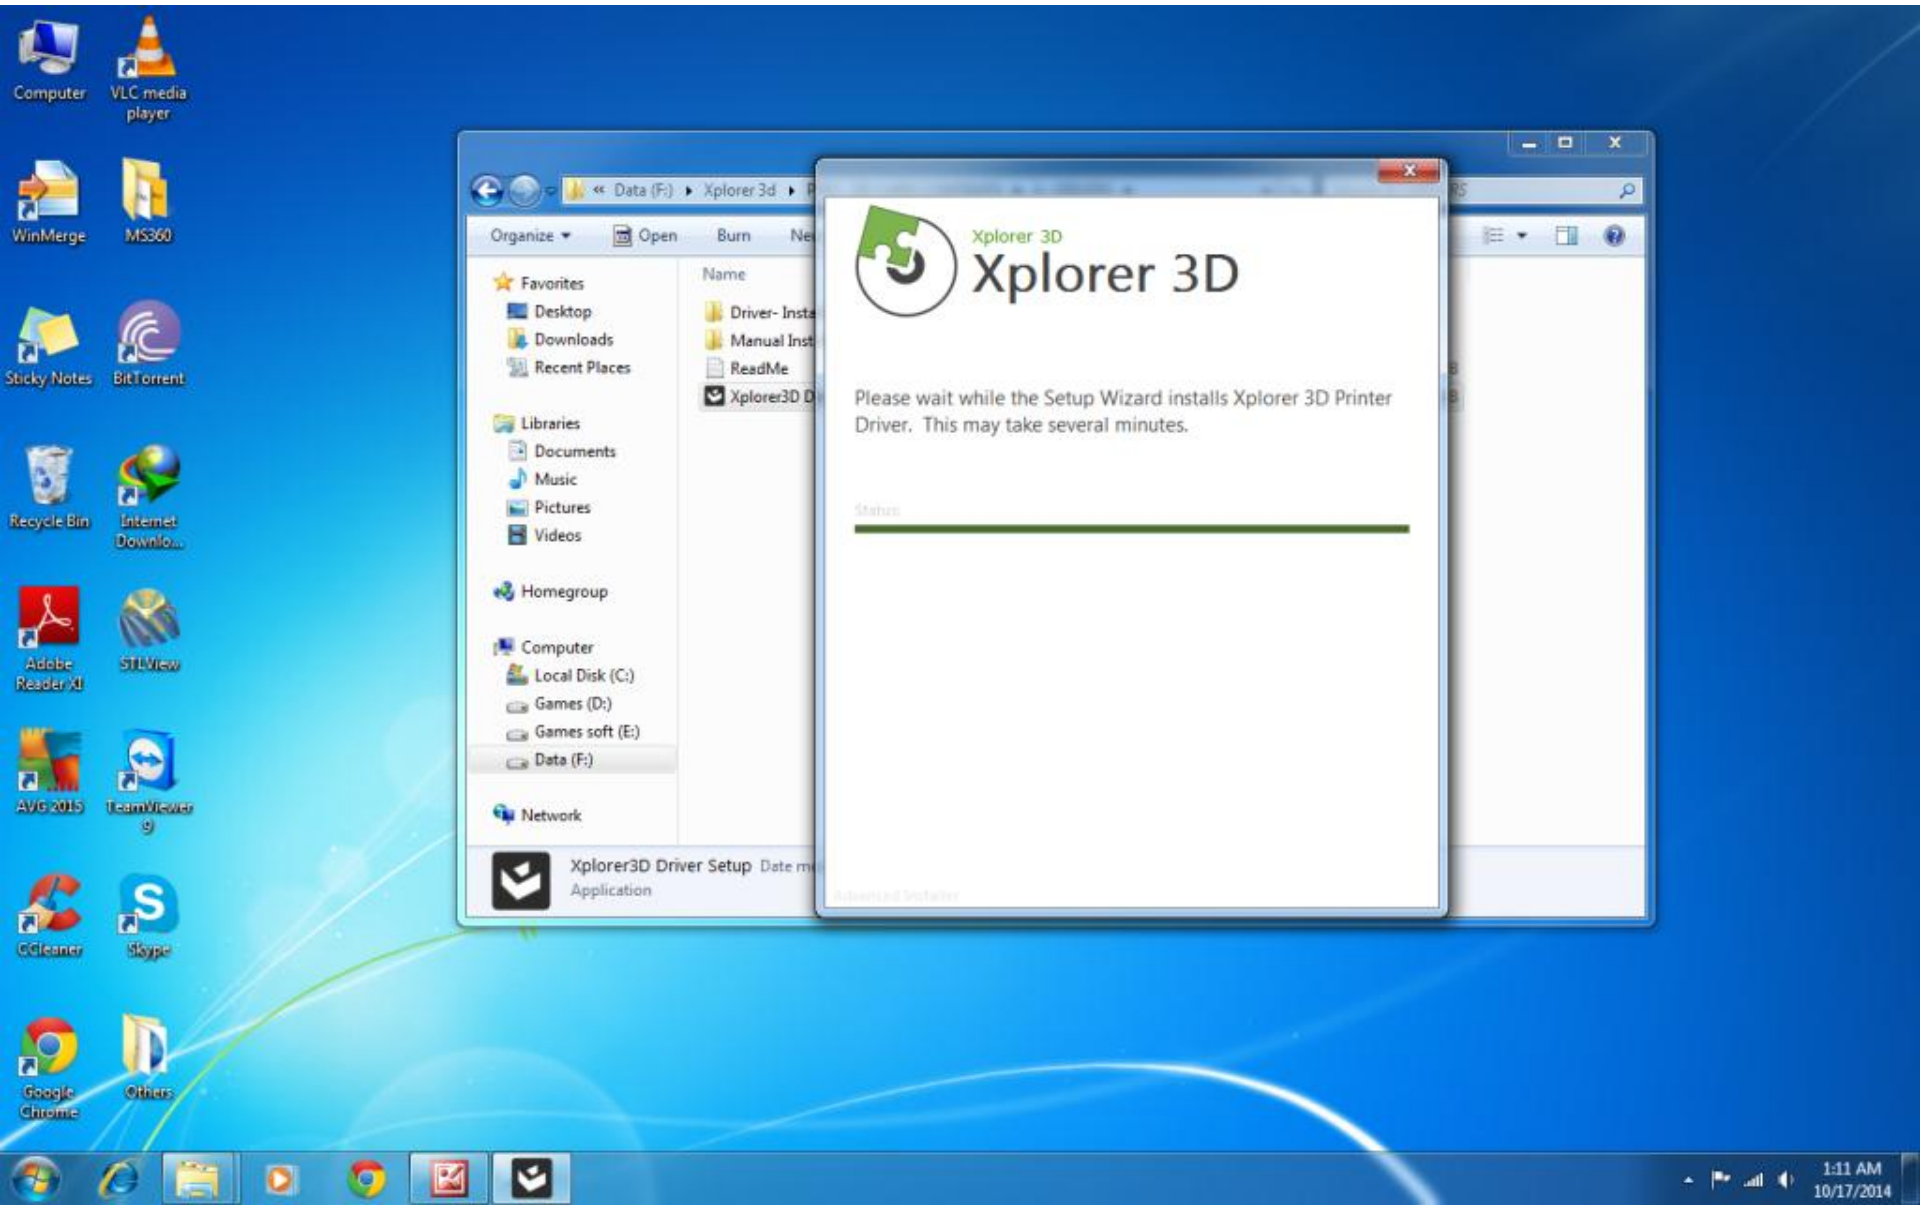 Computer
VLC media
player
WinMerge
MS360
Sticky Notes
BitTorrent
Recycle Bin
Internet
Downlo...
Adobe
Reader XI
STLView
AVG 2015
TeamViewer
9
CCleaner
Skype
Google
Chrome
Others
« Data (F:) ▸ Xplorer 3d ▸
Organize ▾ Open Burn
Favorites
Desktop
Downloads
Recent Places
Libraries
Documents
Music
Pictures
Videos
Homegroup
Computer
Local Disk (C:)
Games (D:)
Games soft (E:)
Data (F:)
Network
Name
Driver- Insta
Manual Inst
ReadMe
Xplorer3D D
Xplorer3D Driver Setup Date m
Application
Xplorer 3D
Xplorer 3D
Please wait while the Setup Wizard installs Xplorer 3D Printer
Driver. This may take several minutes.
Status:
Advanced Installer
1:11 AM
10/17/2014